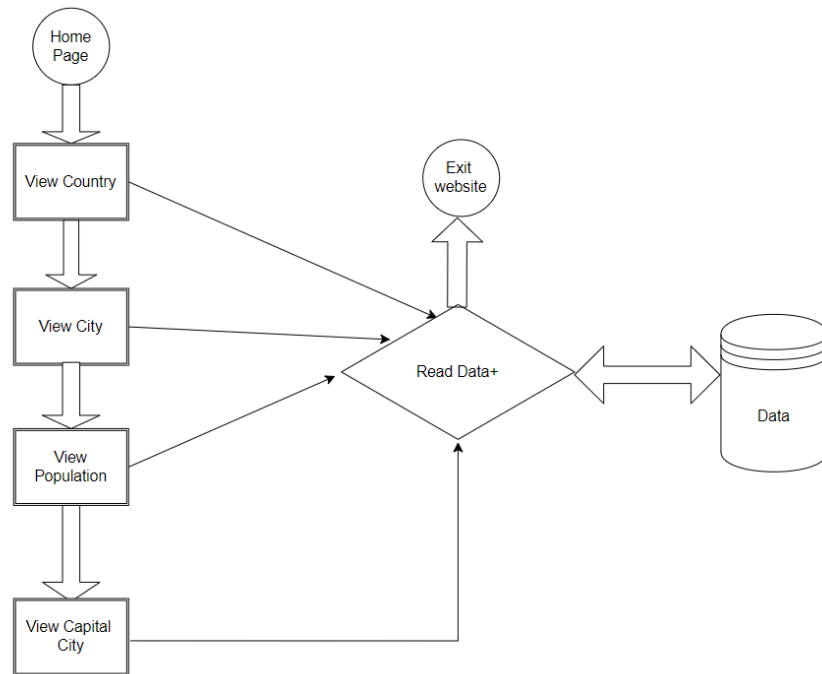 Home
Page
View Country
Exit
website
View City
Read Data+
Data
View
Population
View Capital
City